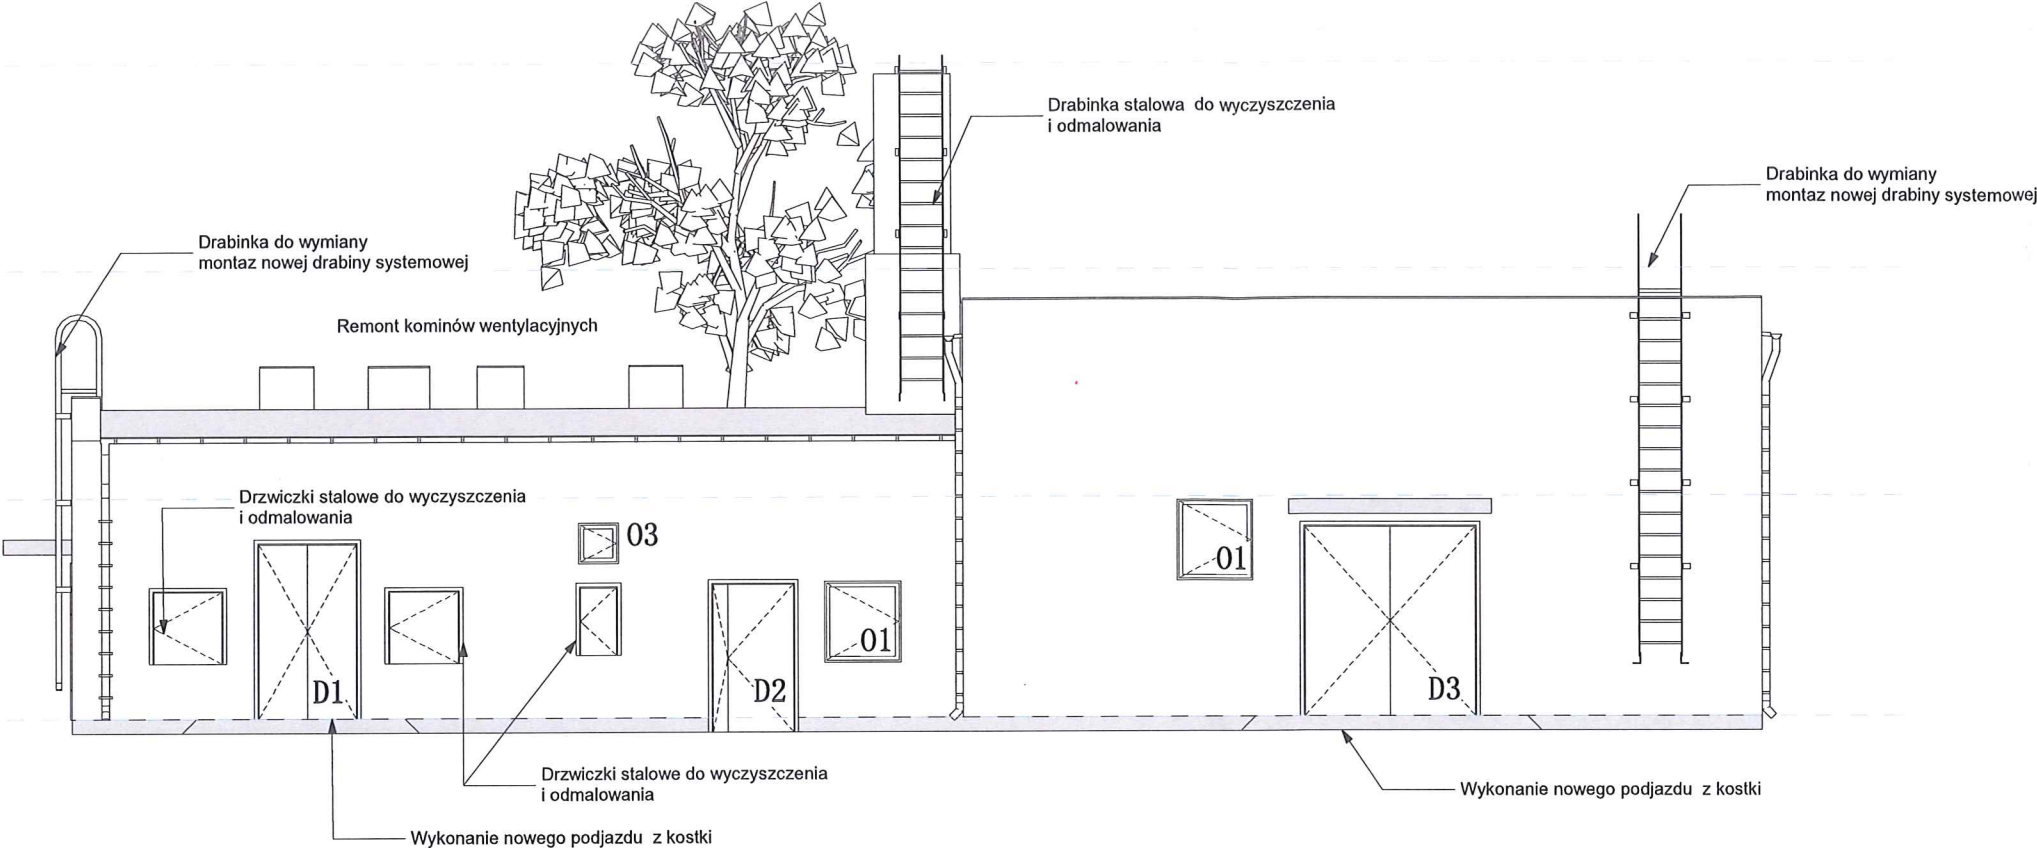 Drabinka stalowa do wyczyszczenia
i odmalowania
Drabinka do wymiany
montaz nowej drabiny systemowej
Drabinka do wymiany
montaz nowej drabiny systemowej
Remont kominów wentylacyjnych
Drzwiczki stalowe do wyczyszczenia
i odmalowania
O3
O1
O1
D1
D2
D3
Drzwiczki stalowe do wyczyszczenia
i odmalowania
Wykonanie nowego podjazdu z kostki
Wykonanie nowego podjazdu z kostki